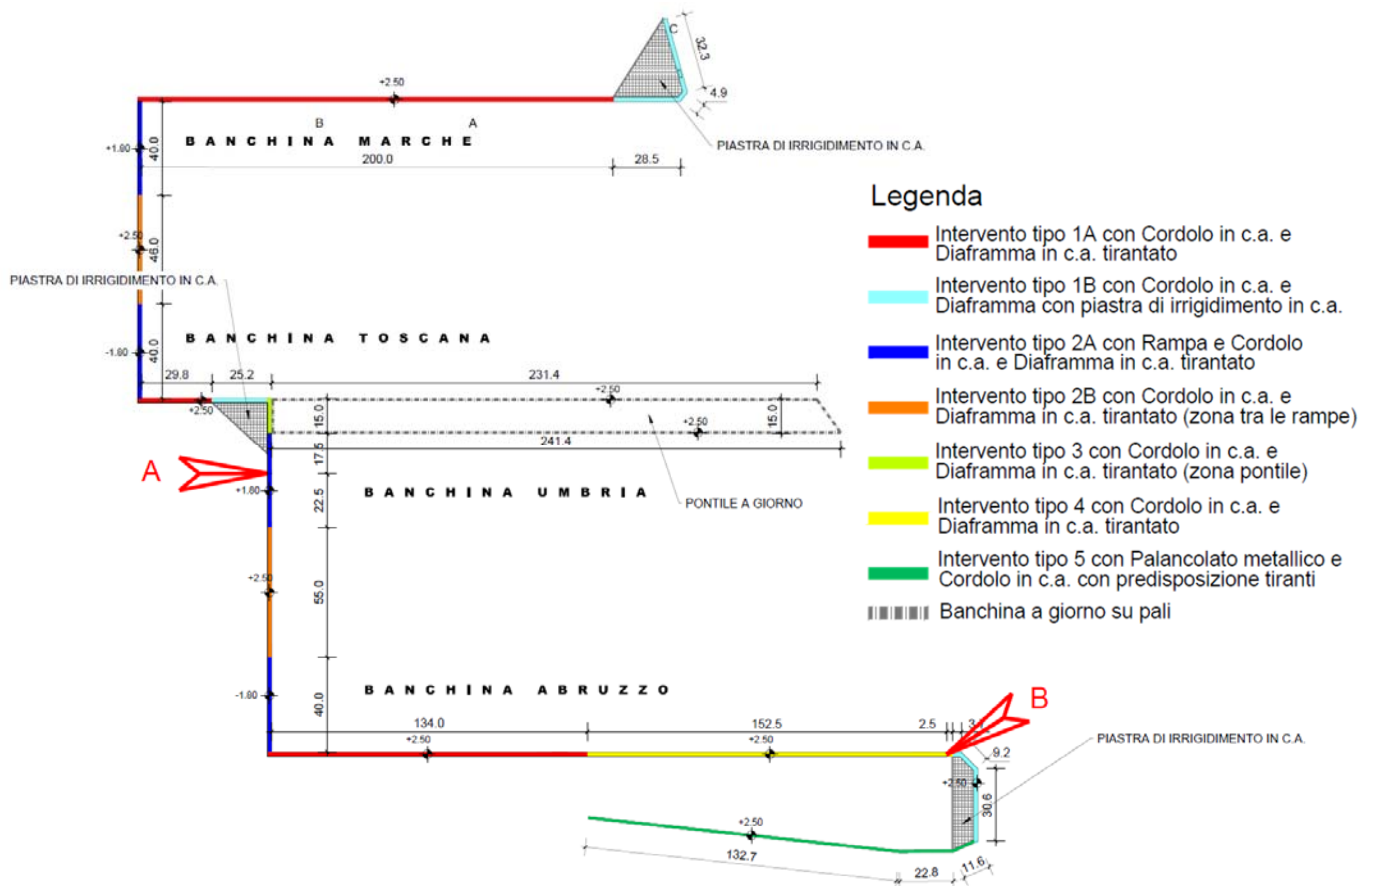 C
32.3
+2.50
4.9
B A
BANCHINA MARCHE
PIASTRA DI IRRIGIDIMENTO IN C.A.
+1.80
40.0
200.0
28.5
Legenda
Intervento tipo 1A con Cordolo in c.a. e
Diaframma in c.a. tirantato
+2.50
46.0
PIASTRA DI IRRIGIDIMENTO IN C.A.
Intervento tipo 1B con Cordolo in c.a. e
Diaframma con piastra di irrigidimento in c.a.
BANCHINA TOSCANA
-1.80
40.0
Intervento tipo 2A con Rampa e Cordolo
in c.a. e Diaframma in c.a. tirantato
29.8
25.2
231.4
+2.50
+2.50
15.0
+2.50
15.0
Intervento tipo 2B con Cordolo in c.a. e
Diaframma in c.a. tirantato (zona tra le rampe)
241.4
17.5
A
Intervento tipo 3 con Cordolo in c.a. e
Diaframma in c.a. tirantato (zona pontile)
+1.80
22.5
BANCHINA UMBRIA
PONTILE A GIORNO
Intervento tipo 4 con Cordolo in c.a. e
Diaframma in c.a. tirantato
Intervento tipo 5 con Palancolato metallico e
Cordolo in c.a. con predisposizione tiranti
+2.50
55.0
Banchina a giorno su pali
-1.80
40.0
BANCHINA ABRUZZO
B
134.0
152.5
2.5
+2.50
+2.50
PIASTRA DI IRRIGIDIMENTO IN C.A.
9.2
+2.50
30.6
+2.50
132.7
22.8
11.6